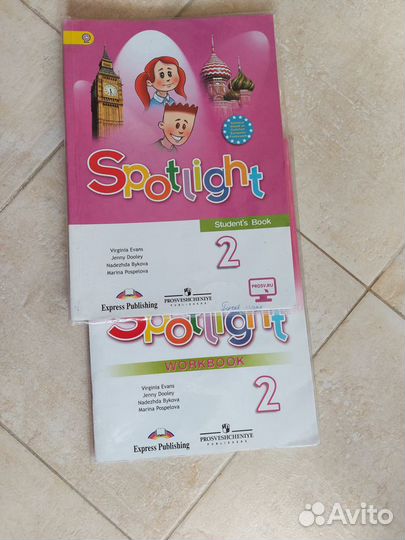 Spotlight
Student's Book
2
Virginia Evans
Jenny Dooley
Nadezhda Bykova
Marina Pospelova
PROSV.RU
Express Publishing
PROSVESHCHENIYE
PUBLISHERS
Spotlight
WORKBOOK
2
Virginia Evans
Jenny Dooley
Nadezhda Bykova
Marina Pospelova
Express Publishing
PROSVESHCHENIYE
PUBLISHERS
Avito